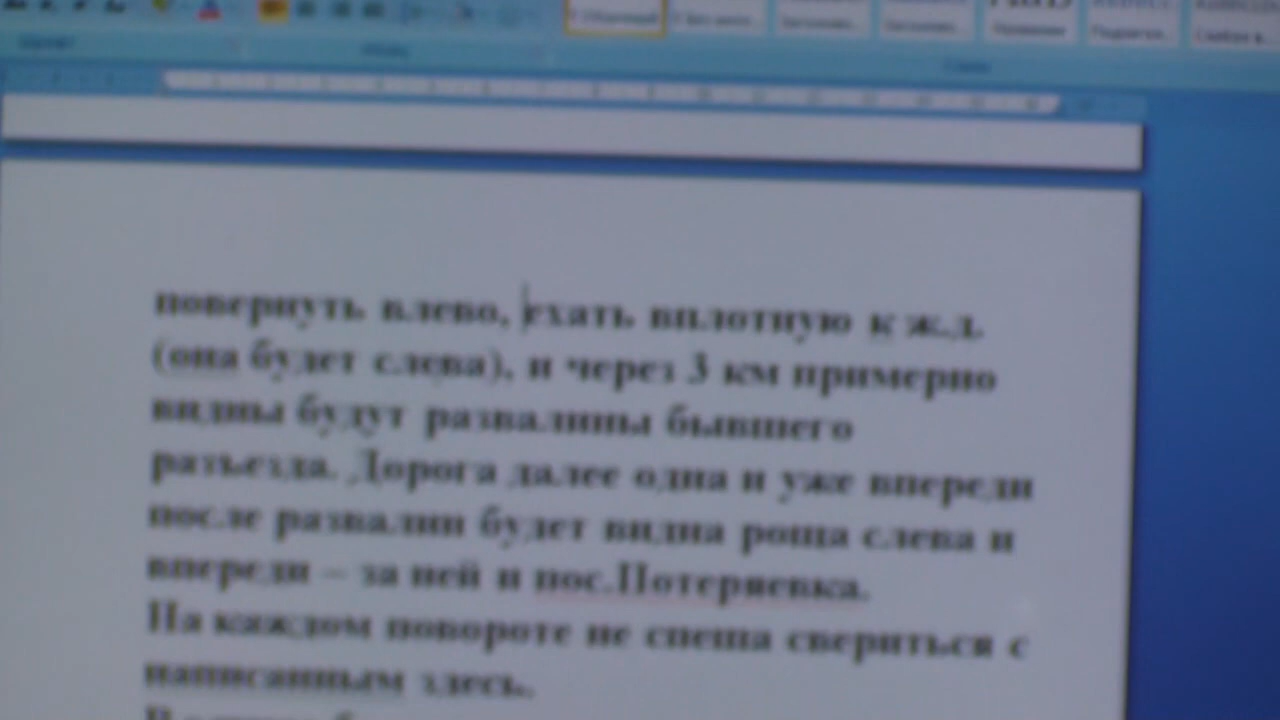 повернуть влево, ехать вплотную к ж.д.
(она будет слева), и через 3 км примерно
видны будут развалины бывшего
разъезда. Дорога далее одна и уже впереди
после развалин будет видна роща слева и
впереди – за ней и пос.Потеряевка.
На каждом повороте не спеша свериться с
написанным здесь.